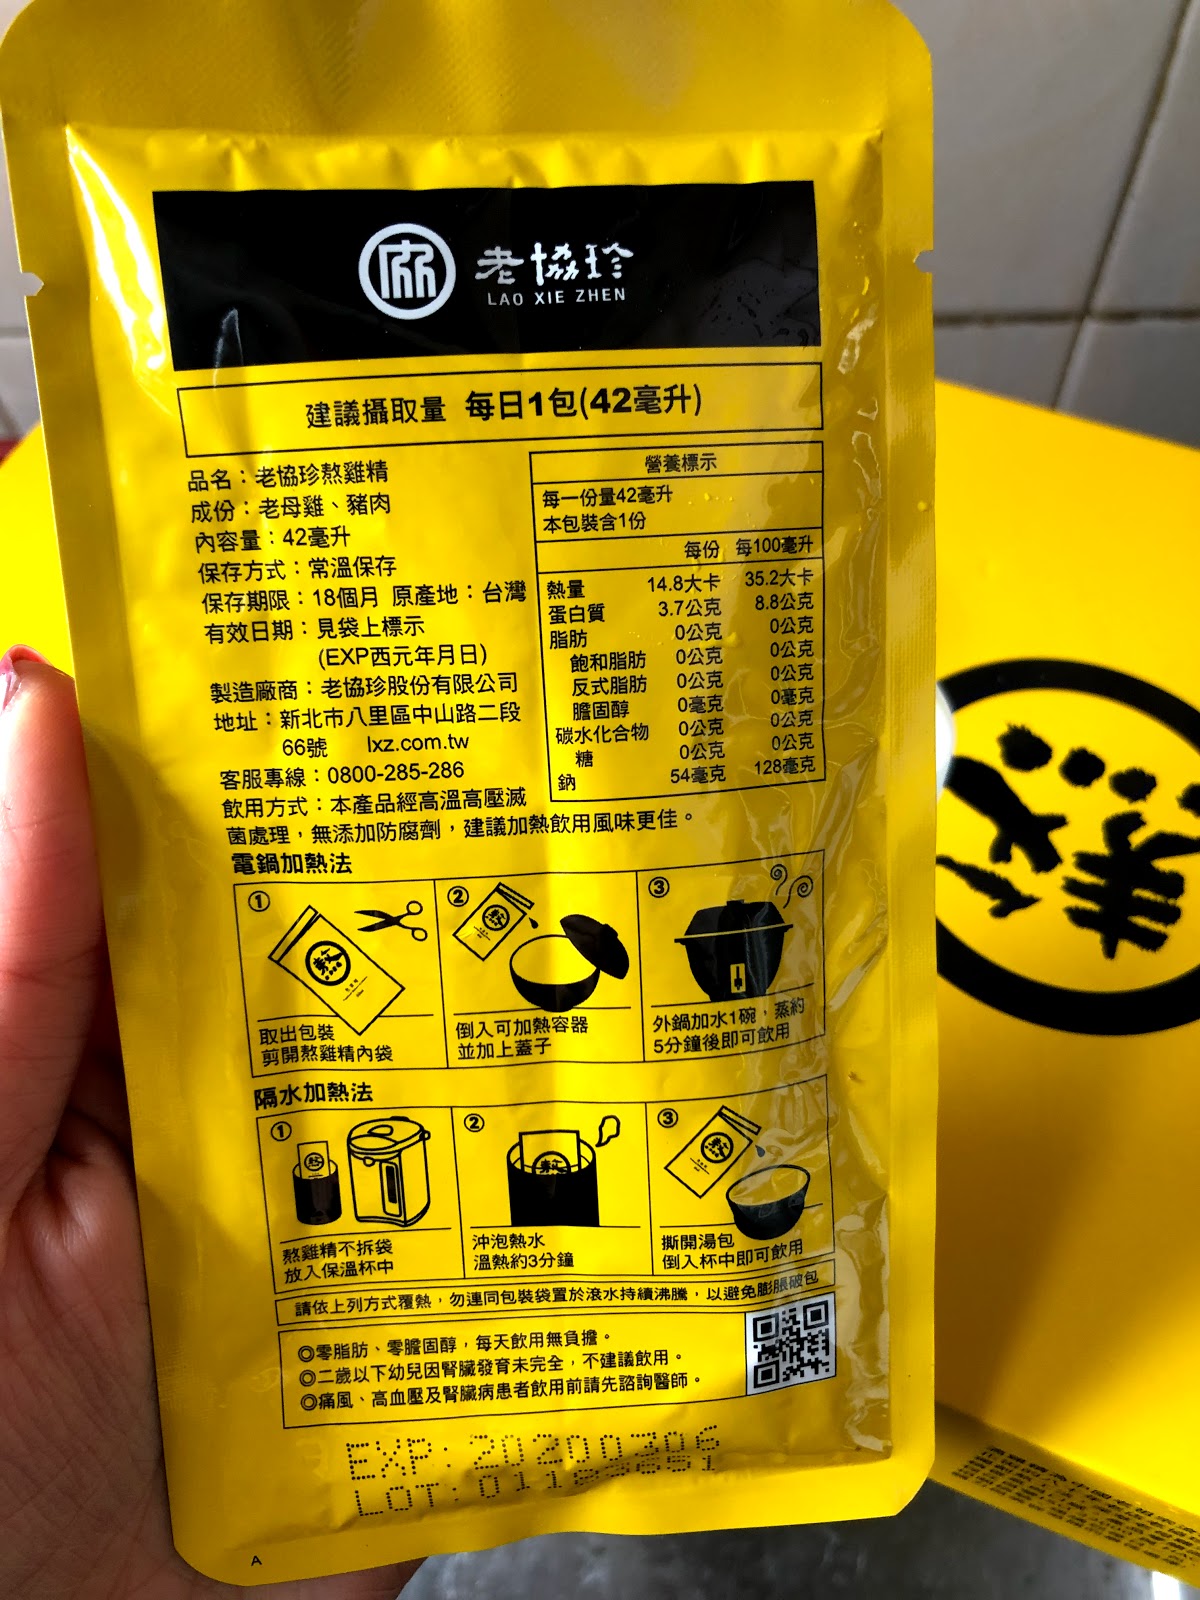 老協珍
LAO XIE ZHEN
建議攝取量 每日1包(42毫升)
品名：老協珍熬雞精
成份：老母雞、豬肉
內容量：42毫升
保存方式：常溫保存
保存期限：18個月 原產地：台灣
有效日期：見袋上標示
(EXP西元年月日)
製造廠商：老協珍股份有限公司
地址：新北市八里區中山路二段
66號 lxz.com.tw
客服專線：0800-285-286
飲用方式：本產品經高溫高壓滅
菌處理，無添加防腐劑，建議加熱飲用風味更佳。
營養標示
每一份量42毫升
本包裝含1份
每份 每100毫升
熱量 14.8大卡 35.2大卡
蛋白質 3.7公克 8.8公克
脂肪 0公克 0公克
飽和脂肪 0公克 0公克
反式脂肪 0公克 0公克
膽固醇 0毫克 0毫克
碳水化合物 0公克 0公克
糖 0公克 0公克
鈉 54毫克 128毫克
電鍋加熱法
①
取出包裝
剪開熬雞精內袋
②
倒入可加熱容器
並加上蓋子
③
外鍋加水1碗，蒸約
5分鐘後即可飲用
隔水加熱法
①
熬雞精不拆袋
放入保溫杯中
②
沖泡熱水
溫熱約3分鐘
③
撕開湯包
倒入杯中即可飲用
請依上列方式覆熱，勿連同包裝袋置於滾水持續沸騰，以避免膨脹破包
◎零脂肪、零膽固醇，每天飲用無負擔。
◎二歲以下幼兒因腎臟發育未完全，不建議飲用。
◎痛風、高血壓及腎臟病患者飲用前請先諮詢醫師。
EXP: 20200306
A
熬